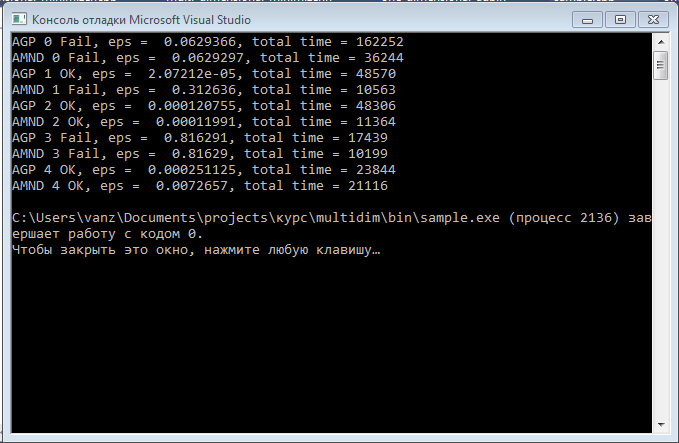 Консоль отладки Microsoft Visual Studio
AGP 0 Fail, eps =  0.0629366, total time = 162252
AMND 0 Fail, eps =  0.0629297, total time = 36244
AGP 1 OK, eps =  2.07212e-05, total time = 48570
AMND 1 Fail, eps =  0.312636, total time = 10563
AGP 2 OK, eps =  0.000120755, total time = 48306
AMND 2 OK, eps =  0.00011991, total time = 11364
AGP 3 Fail, eps =  0.816291, total time = 17439
AMND 3 Fail, eps =  0.81629, total time = 10199
AGP 4 OK, eps =  0.000251125, total time = 23844
AMND 4 OK, eps =  0.0072657, total time = 21116
C:\Users\vanz\Documents\projects\курс\multidim\bin\sample.exe (процесс 2136) зав
ершает работу с кодом 0.
Чтобы закрыть это окно, нажмите любую клавишу…